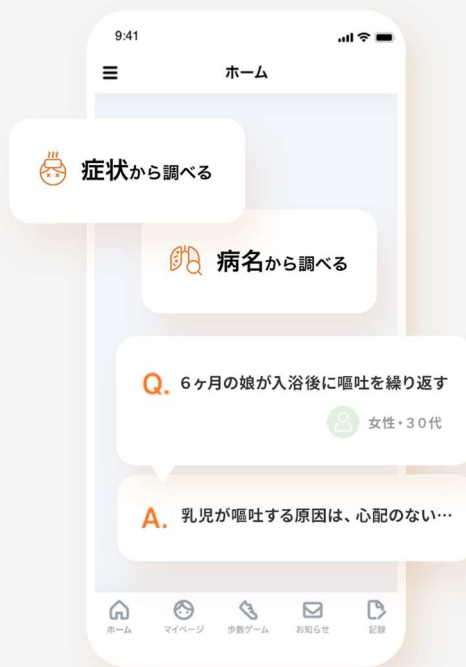 9:41
ホーム
症状から調べる
病名から調べる
Q. 6ヶ月の娘が入浴後に嘔吐を繰り返す
女性・30代
A. 乳児が嘔吐する原因は、心配のない…
ホーム
マイページ
歩数ゲーム
お知らせ
記録